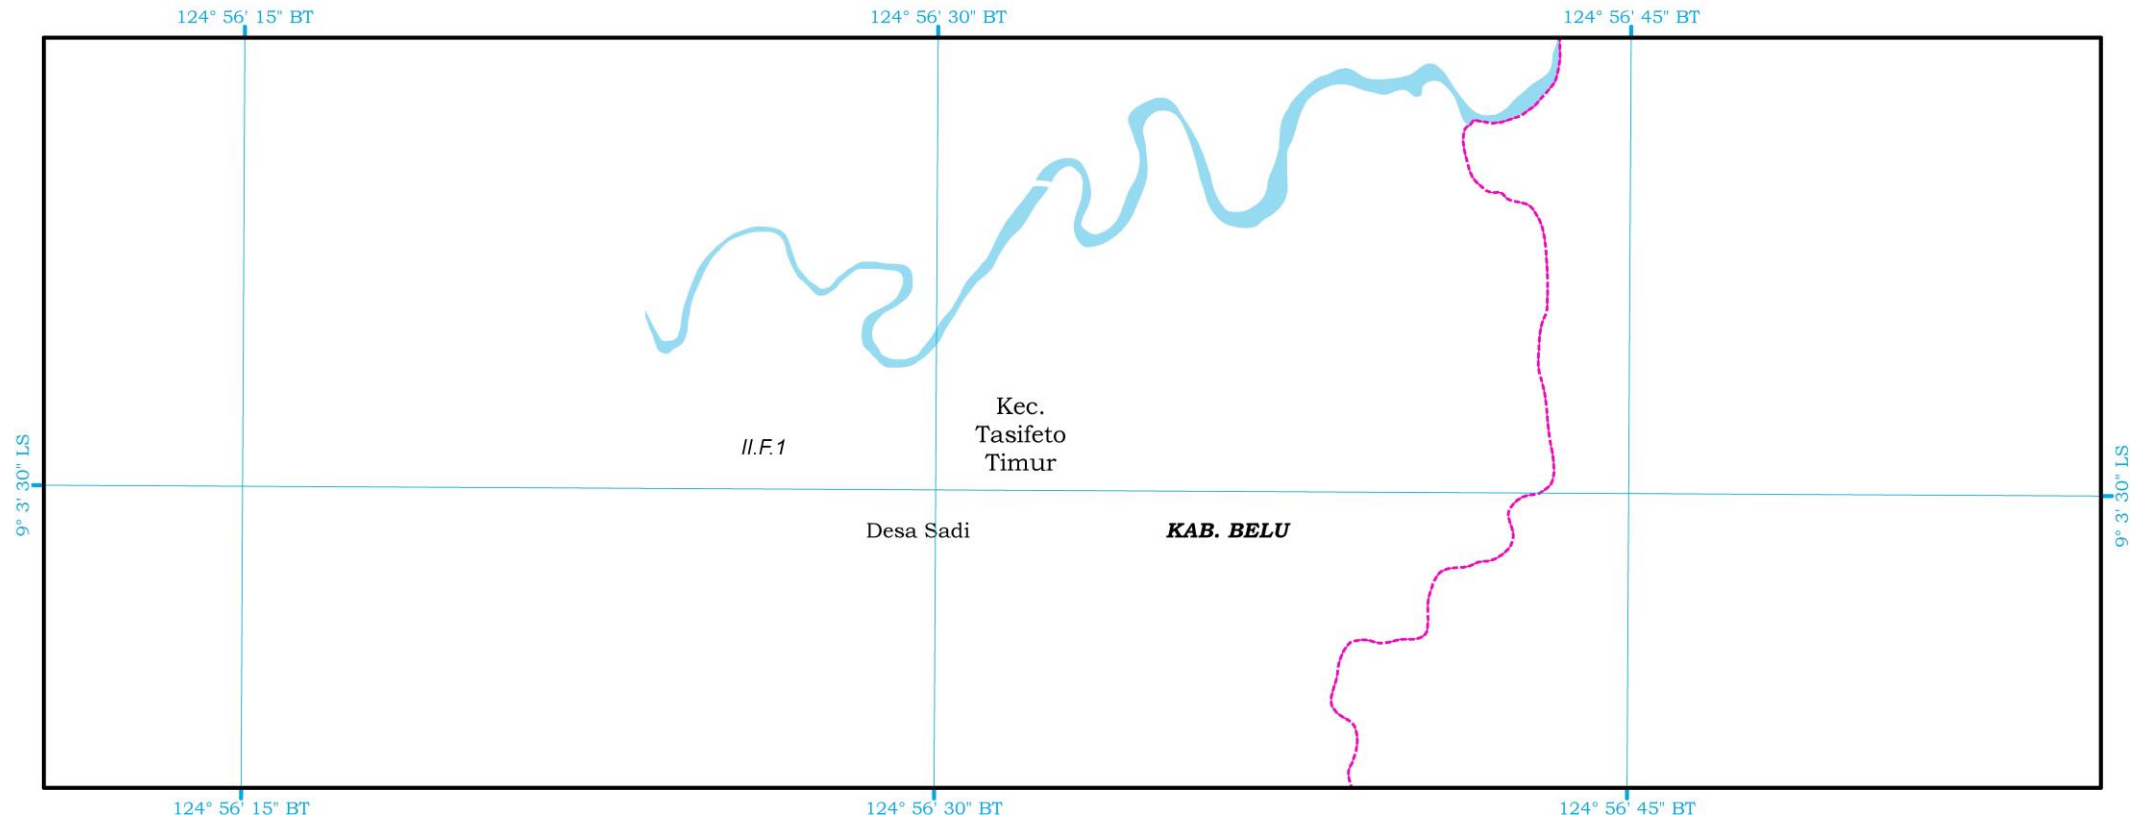 124° 56' 15" BT
124° 56' 30" BT
124° 56' 45" BT
Kec.
Tasifeto
Timur
II.F.1
9° 3' 30" LS
9° 3' 30" LS
Desa Sadi
KAB. BELU
124° 56' 15" BT
124° 56' 30" BT
124° 56' 45" BT